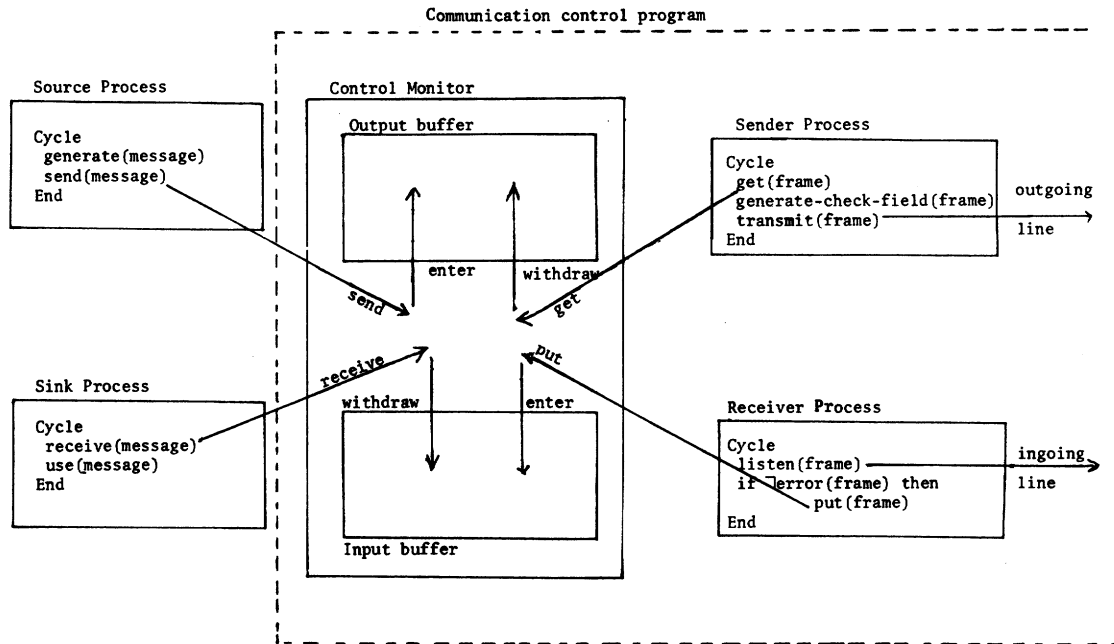 Communication control program
Source Process
Cycle
generate(message)
send(message)
End
Control Monitor
Output buffer
enter
withdraw
send
get
Sender Process
Cycle
get(frame)
generate-check-field(frame)
transmit(frame)
End
outgoing
line
Sink Process
Cycle
receive(message)
use(message)
End
receive
put
withdraw
enter
Input buffer
Receiver Process
Cycle
listen(frame)
if ⏋error(frame) then
put(frame)
End
ingoing
line